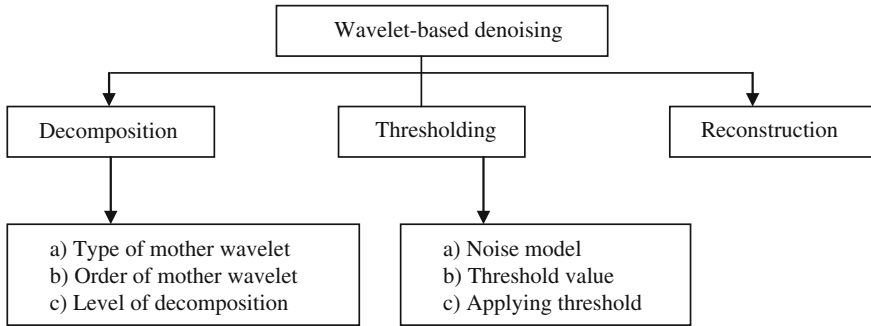 Wavelet-based denoising
Decomposition
Thresholding
Reconstruction
a) Type of mother wavelet
b) Order of mother wavelet
c) Level of decomposition
a) Noise model
b) Threshold value
c) Applying threshold